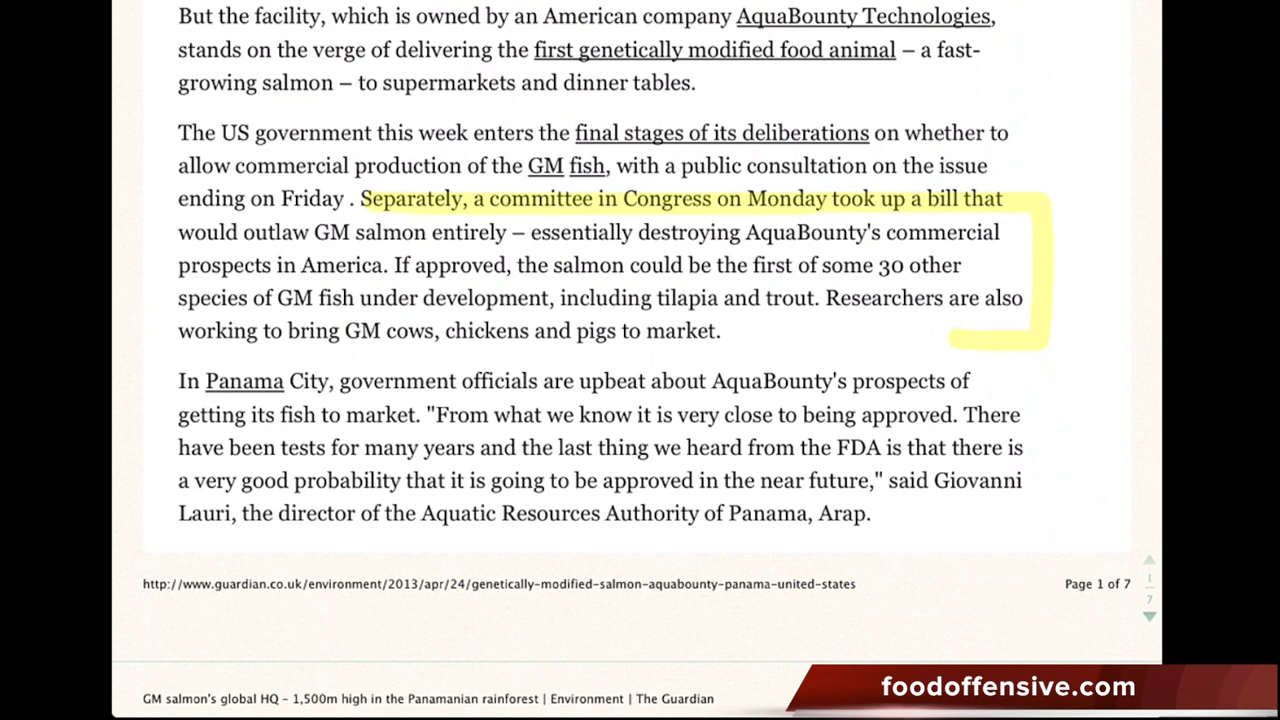 But the facility, which is owned by an American company AquaBounty Technologies,
stands on the verge of delivering the first genetically modified food animal – a fast-
growing salmon – to supermarkets and dinner tables.
The US government this week enters the final stages of its deliberations on whether to
allow commercial production of the GM fish, with a public consultation on the issue
ending on Friday . Separately, a committee in Congress on Monday took up a bill that
would outlaw GM salmon entirely – essentially destroying AquaBounty's commercial
prospects in America. If approved, the salmon could be the first of some 30 other
species of GM fish under development, including tilapia and trout. Researchers are also
working to bring GM cows, chickens and pigs to market.
In Panama City, government officials are upbeat about AquaBounty's prospects of
getting its fish to market. "From what we know it is very close to being approved. There
have been tests for many years and the last thing we heard from the FDA is that there is
a very good probability that it is going to be approved in the near future," said Giovanni
Lauri, the director of the Aquatic Resources Authority of Panama, Arap.
http://www.guardian.co.uk/environment/2013/apr/24/genetically-modified-salmon-aquabounty-panama-united-states
Page 1 of 7
1
7
GM salmon's global HQ – 1,500m high in the Panamanian rainforest | Environment | The Guardian
foodoffensive.com